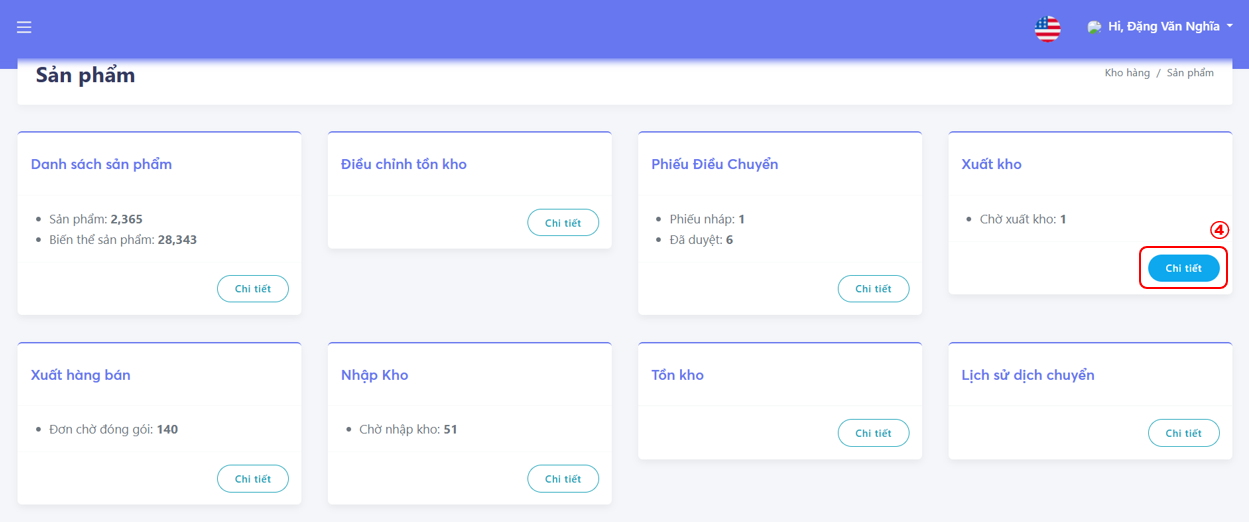 Hi, Đặng Văn Nghĩa
Sản phẩm
Kho hàng / Sản phẩm
Danh sách sản phẩm
Sản phẩm: 2,365
Biến thể sản phẩm: 28,343
Chi tiết
Điều chỉnh tồn kho
Chi tiết
Phiếu Điều Chuyển
Phiếu nháp: 1
Đã duyệt: 6
Chi tiết
Xuất kho
Chờ xuất kho: 1
④
Chi tiết
Xuất hàng bán
Đơn chờ đóng gói: 140
Chi tiết
Nhập Kho
Chờ nhập kho: 51
Chi tiết
Tồn kho
Chi tiết
Lịch sử dịch chuyển
Chi tiết